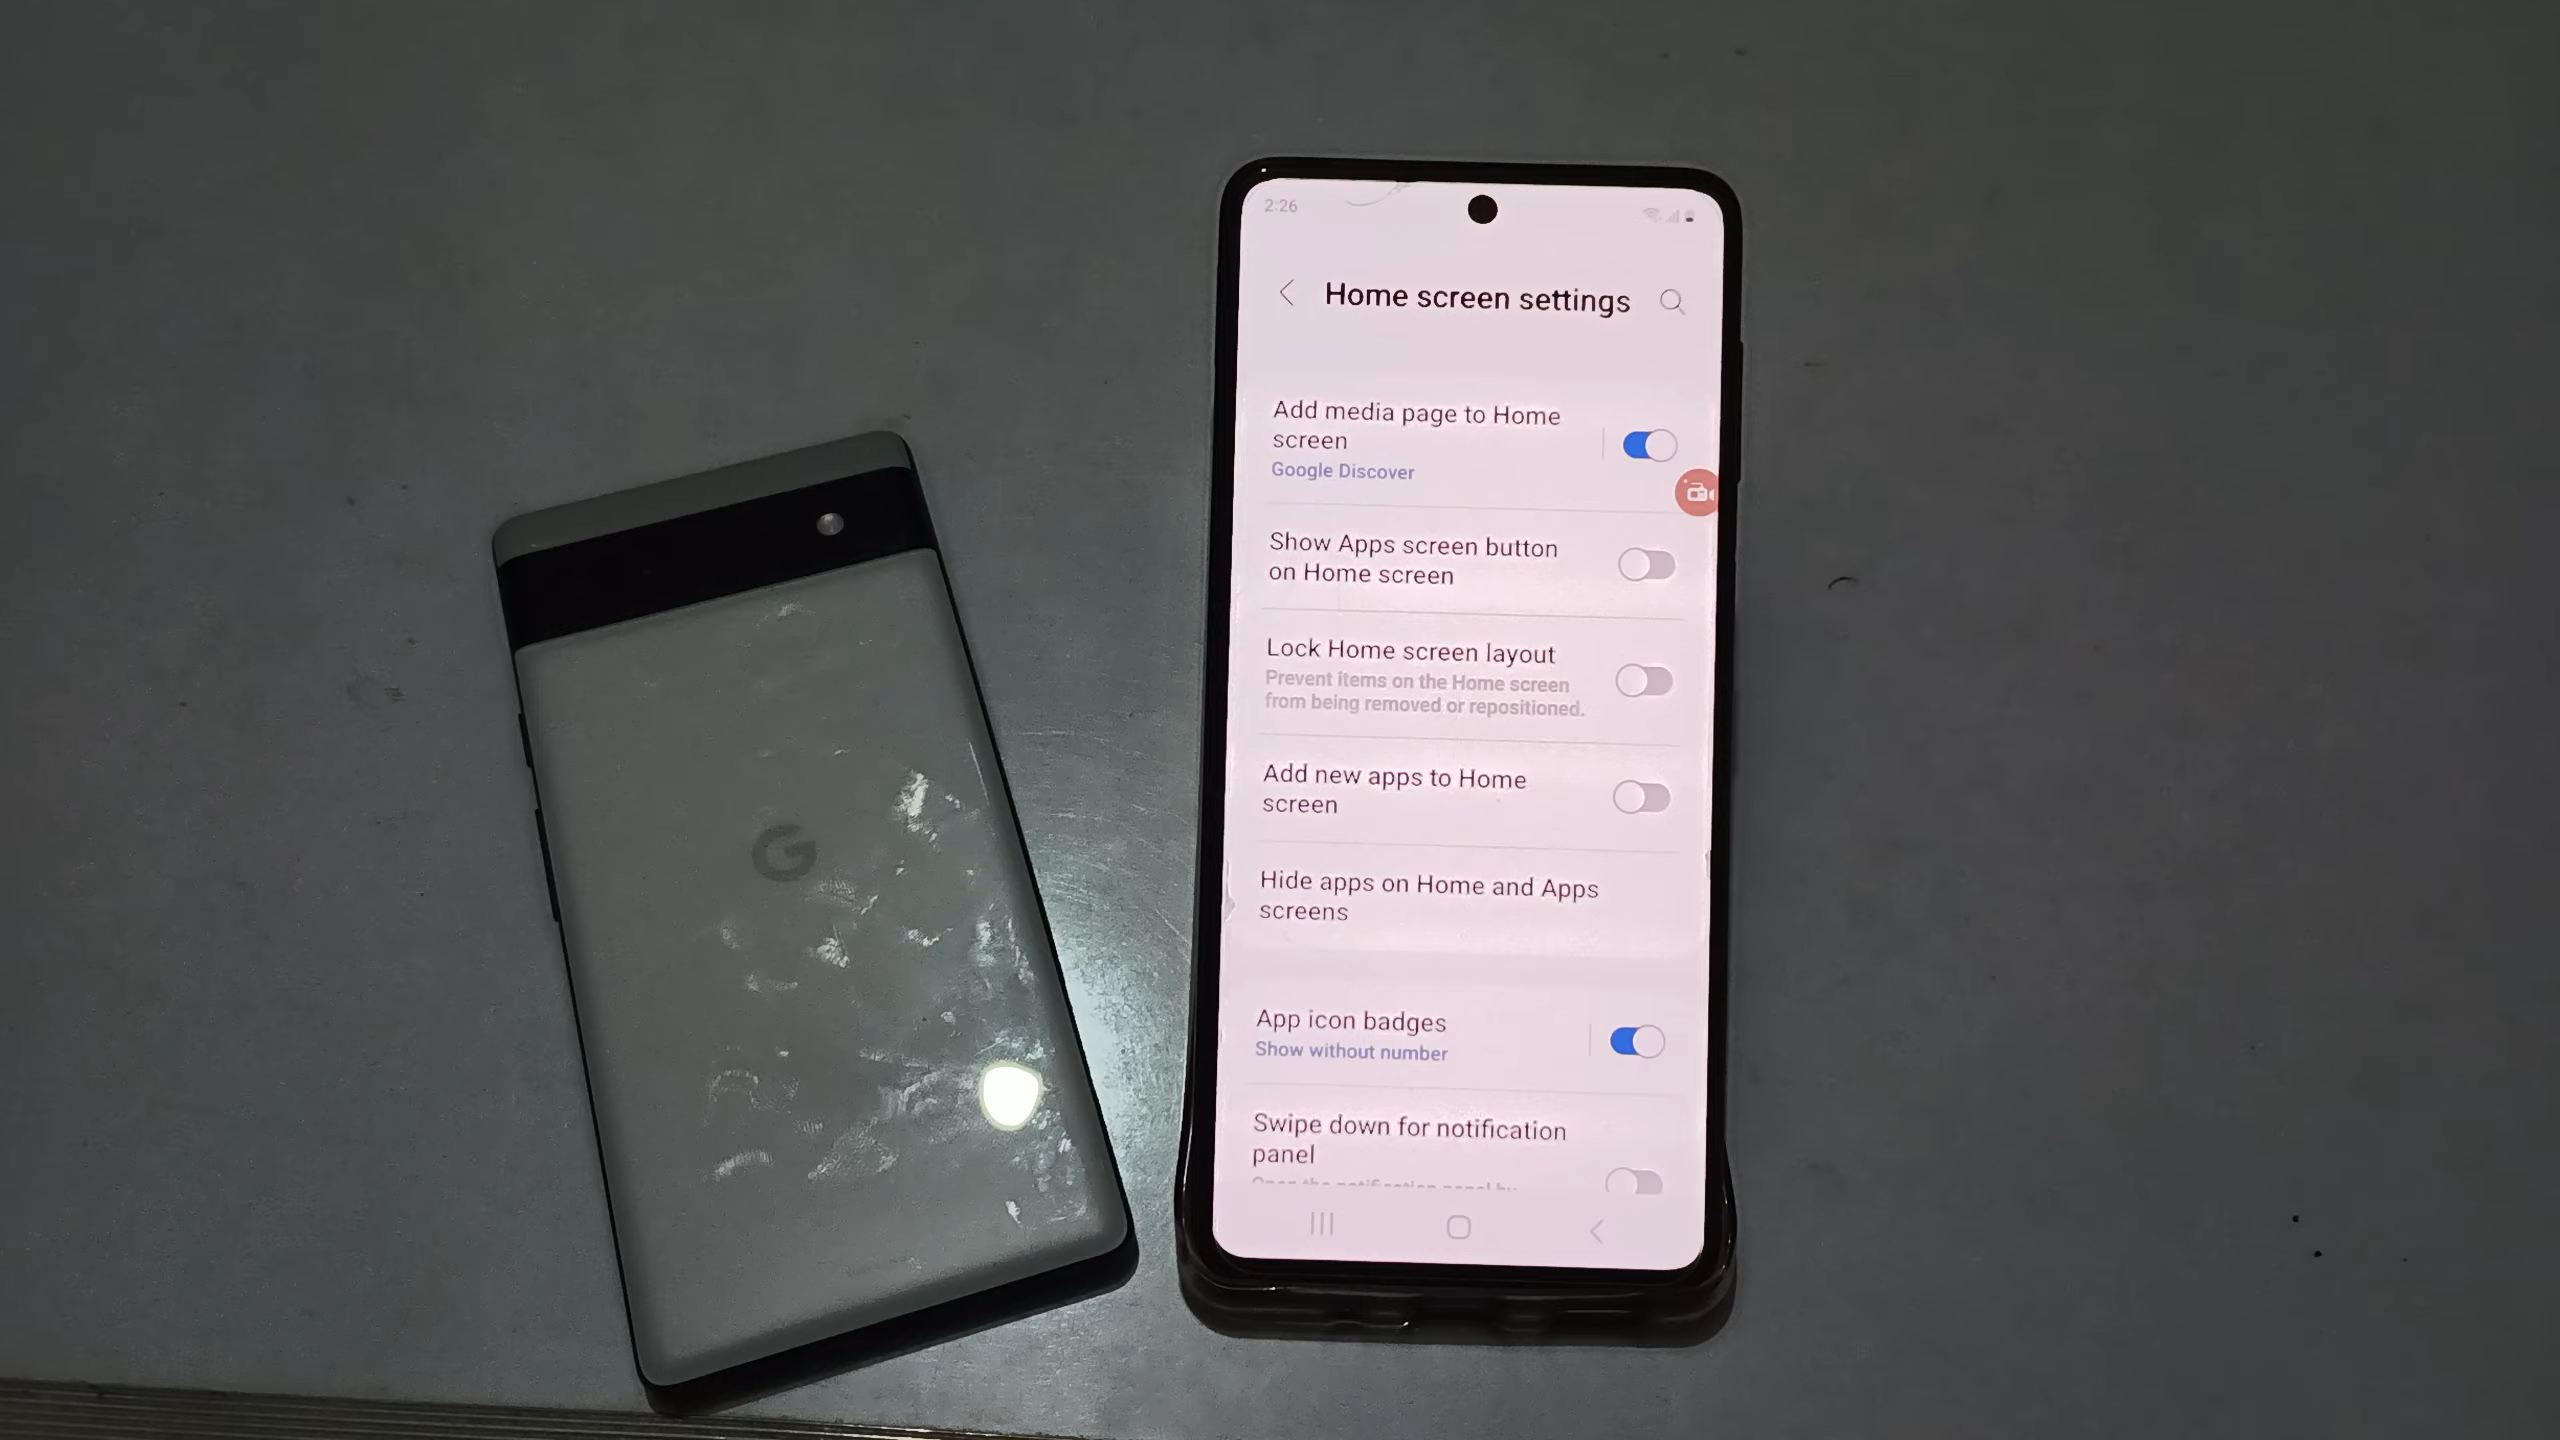 2:26
Home screen settings
Add media page to Home
screen
Google Discover
Show Apps screen button
on Home screen
Lock Home screen layout
Prevent items on the Home screen
from being removed or repositioned.
Add new apps to Home
screen
Hide apps on Home and Apps
screens
App icon badges
Show without number
Swipe down for notification
panel
G